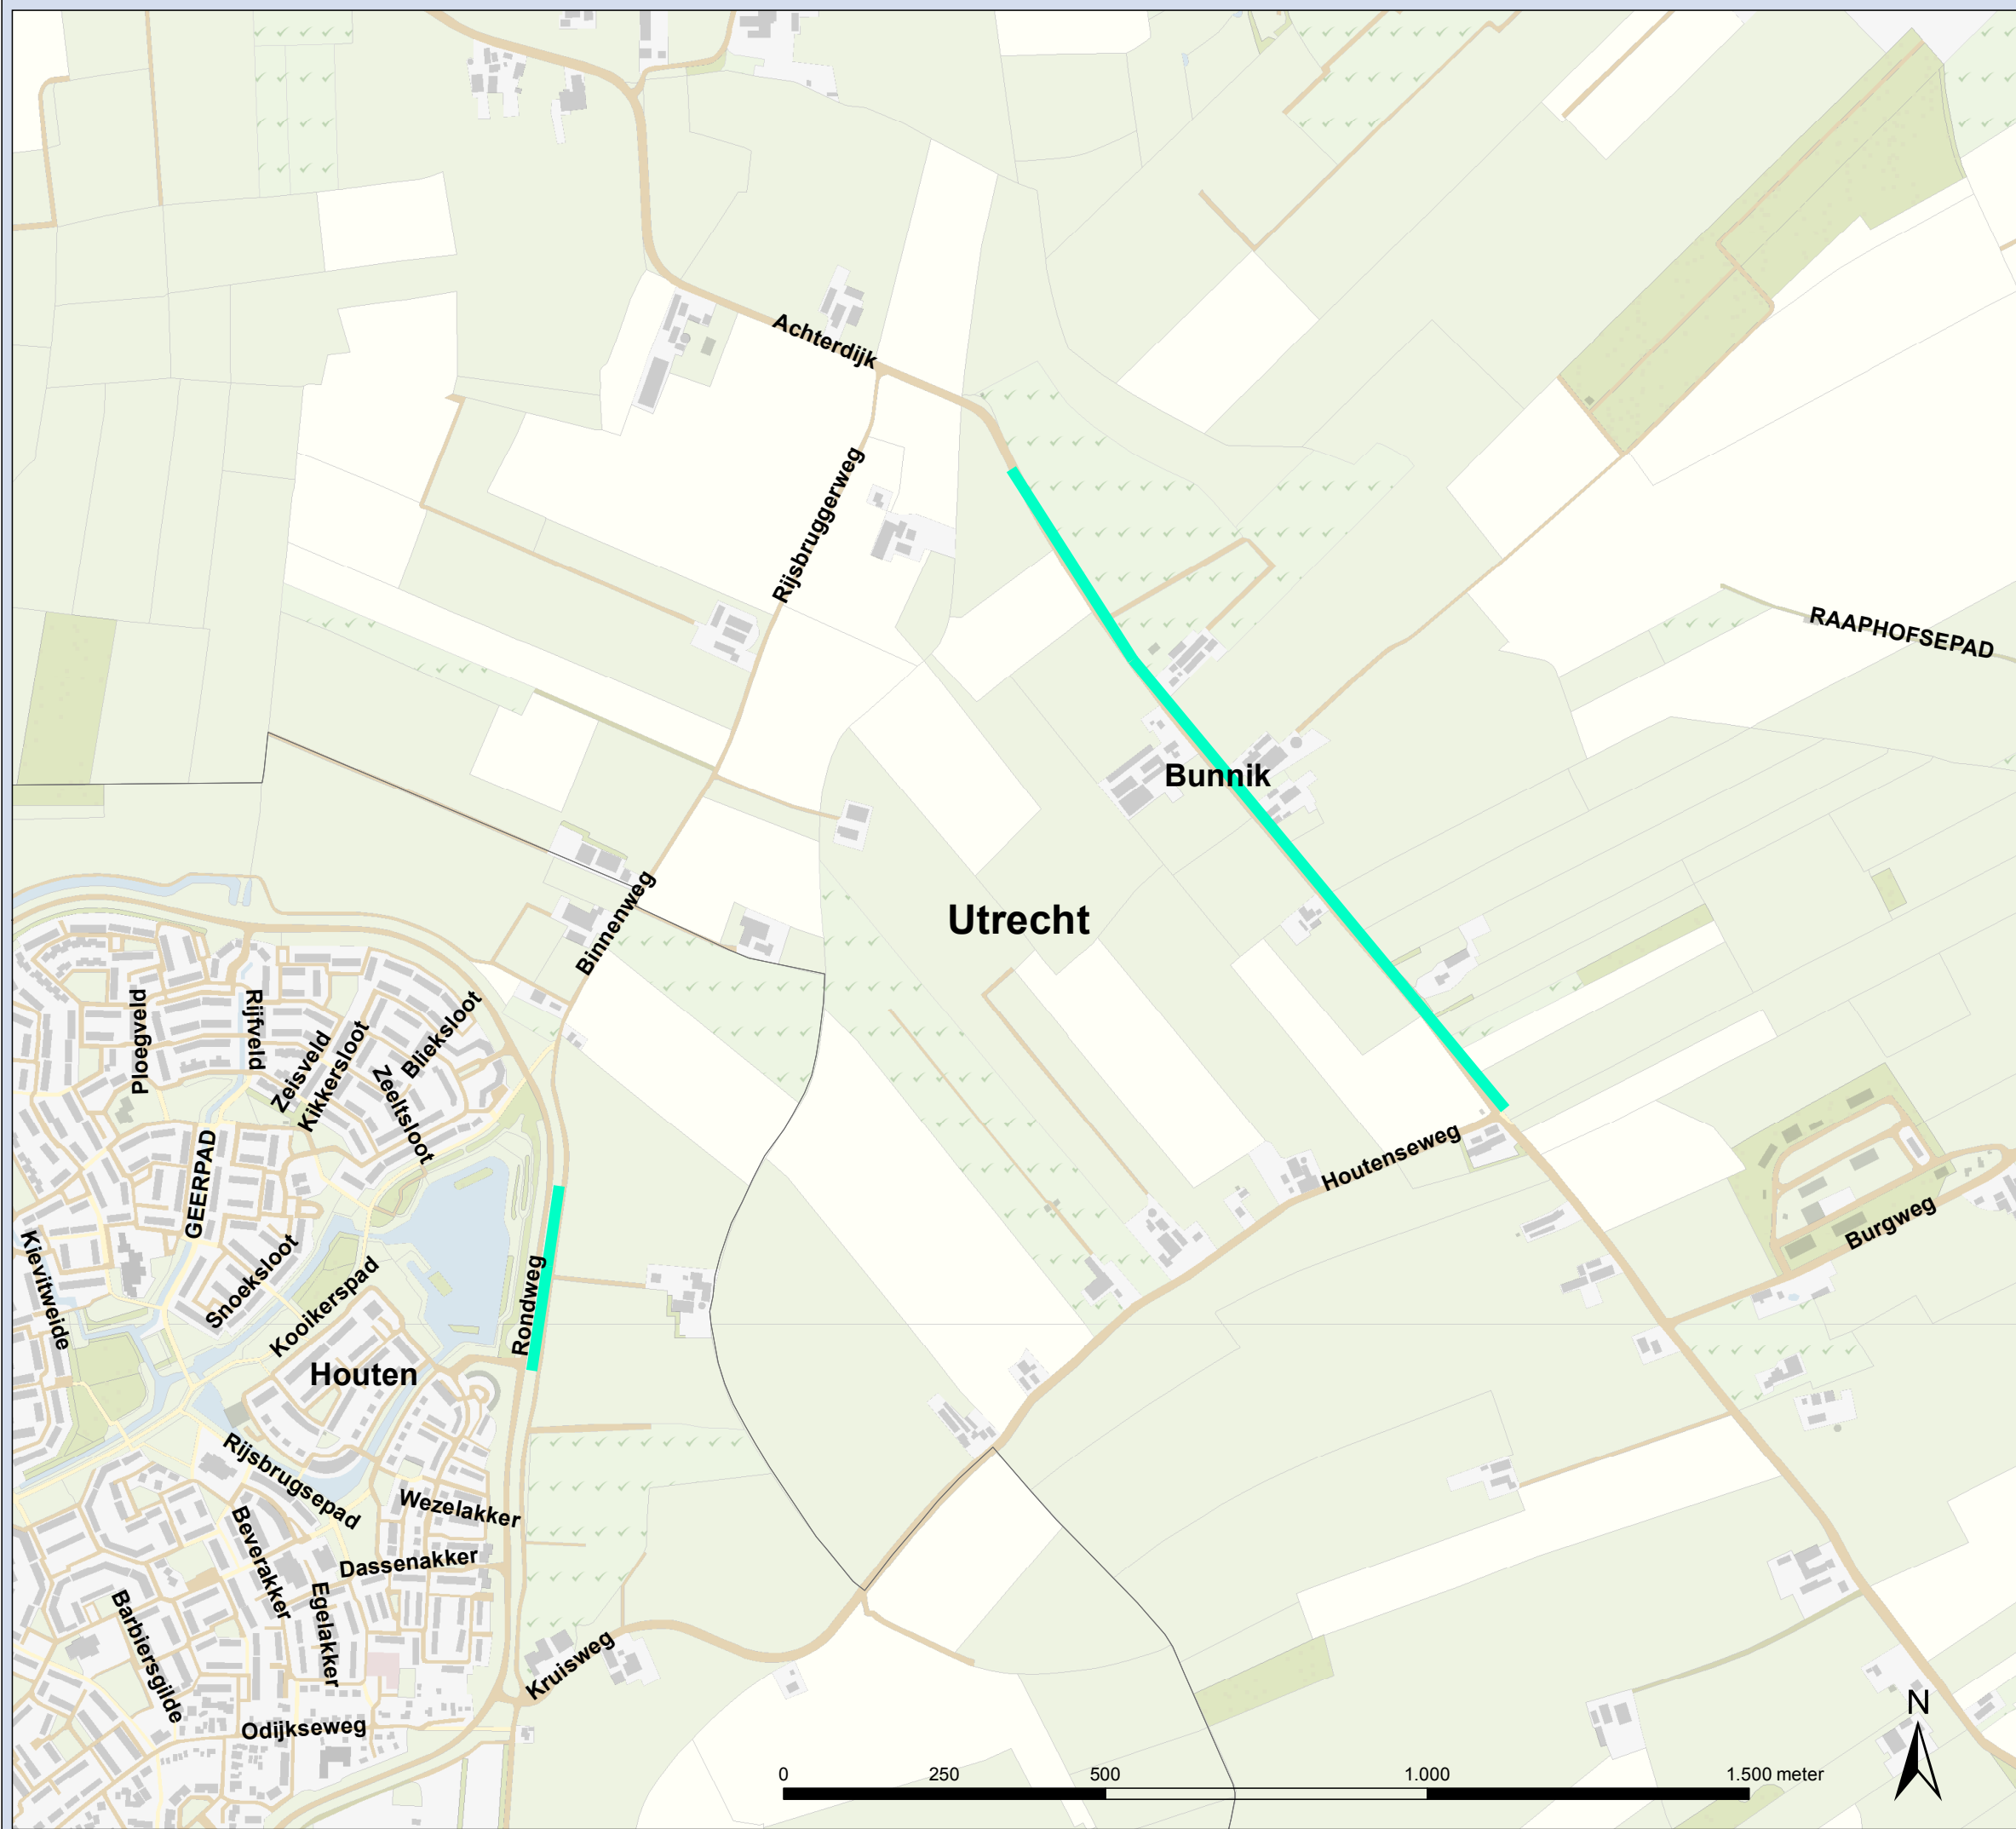 Achterdijk
Rijsbruggerweg
RAAPHOFSEPAD
Bunnik
Binnenweg
Utrecht
Ploegveld
Rijfveld
Zeisveld
Kikkersloot
Blieksloot
Zeeltsloot
GEERPAD
Houtenseweg
Burgweg
Kievitweide
Snoeksloot
Kooikerspad
Rondweg
Houten
Rijsbrugsepad
Wezelakker
Beverakker
Dassenakker
Egelakker
Barbiersgilde
Kruisweg
Odijkseweg
N
0 250 500 1.000 1.500 meter